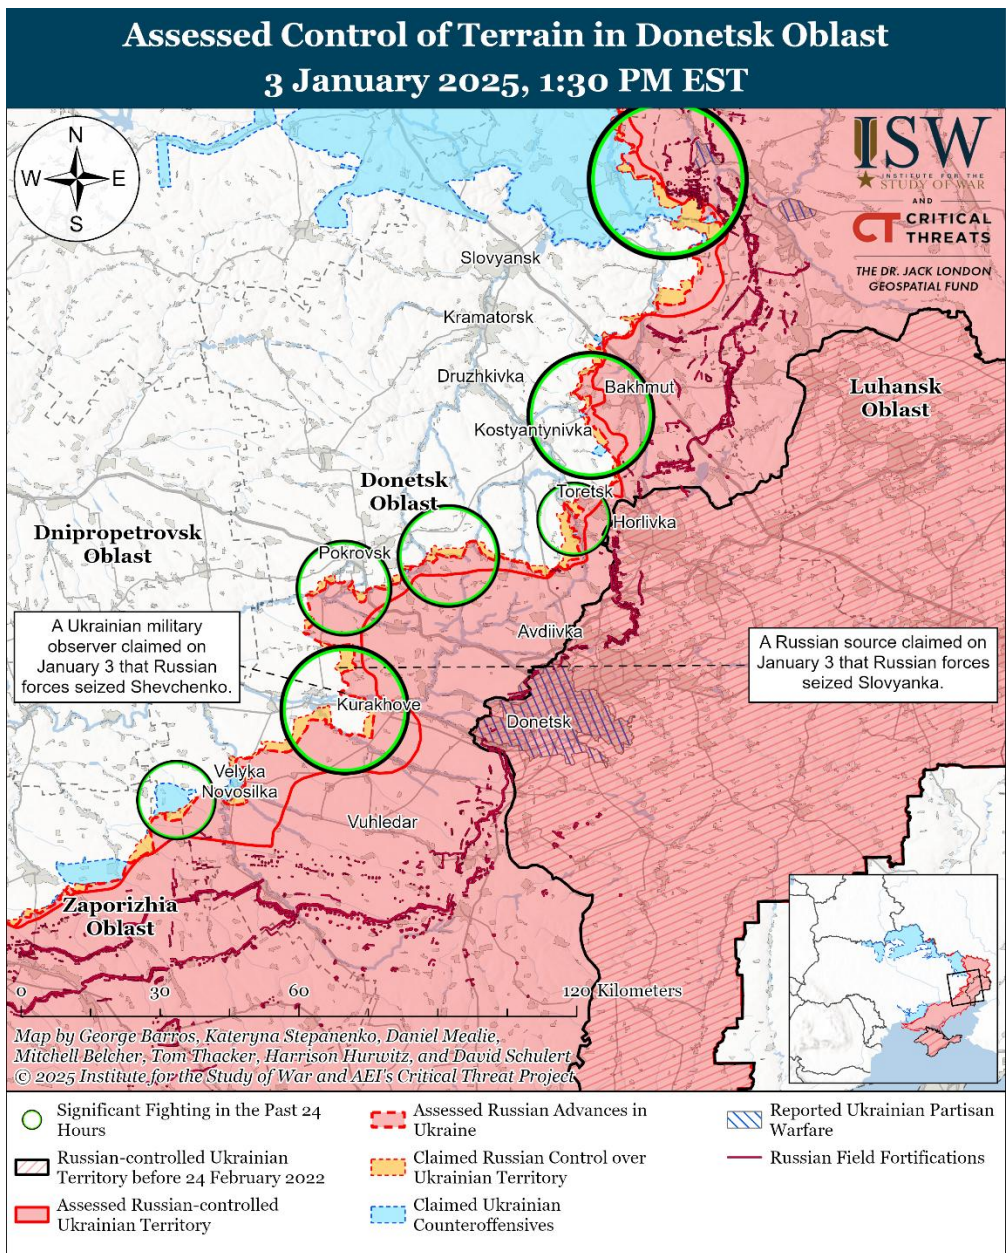 Assessed Control of Terrain in Donetsk Oblast
3 January 2025, 1:30 PM EST
N
W
E
S
ISW
INSTITUTE FOR THE
STUDY OF WAR
AND
CT CRITICAL
THREATS
THE DR. JACK LONDON
GEOSPATIAL FUND
Slovyansk
Kramatorsk
Druzhkivka
Bakhmut
Luhansk
Oblast
Kostyantynivka
Donetsk
Oblast
Toretsk
Horlivka
Dnipropetrovsk
Oblast
Pokrovsk
A Ukrainian military
observer claimed on
January 3 that Russian
forces seized Shevchenko.
Avdiivka
A Russian source claimed on
January 3 that Russian forces
seized Slovyanka.
Kurakhove
Donetsk
Velyka
Novosilka
Vuhledar
Zaporizhia
Oblast
0
30
60
120 Kilometers
Map by George Barros, Kateryna Stepanenko, Daniel Mealie,
Mitchell Belcher, Tom Thacker, Harrison Hurwitz, and David Schulert
© 2025 Institute for the Study of War and AEI's Critical Threat Project
Significant Fighting in the Past 24
Hours
Russian-controlled Ukrainian
Territory before 24 February 2022
Assessed Russian-controlled
Ukrainian Territory
Assessed Russian Advances in
Ukraine
Claimed Russian Control over
Ukrainian Territory
Claimed Ukrainian
Counteroffensives
Reported Ukrainian Partisan
Warfare
Russian Field Fortifications